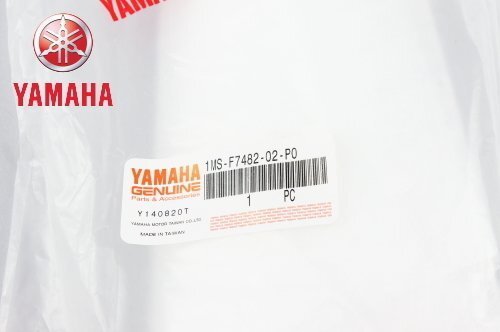 YAMAHA
YAMAHA
YAMAHA
GENUINE
Parts & Accessories
1MS-F7482-02-P0
1 PC
Y140820T
YAMAHA MOTOR TAIWAN CO.,LTD.
MADE IN TAIWAN